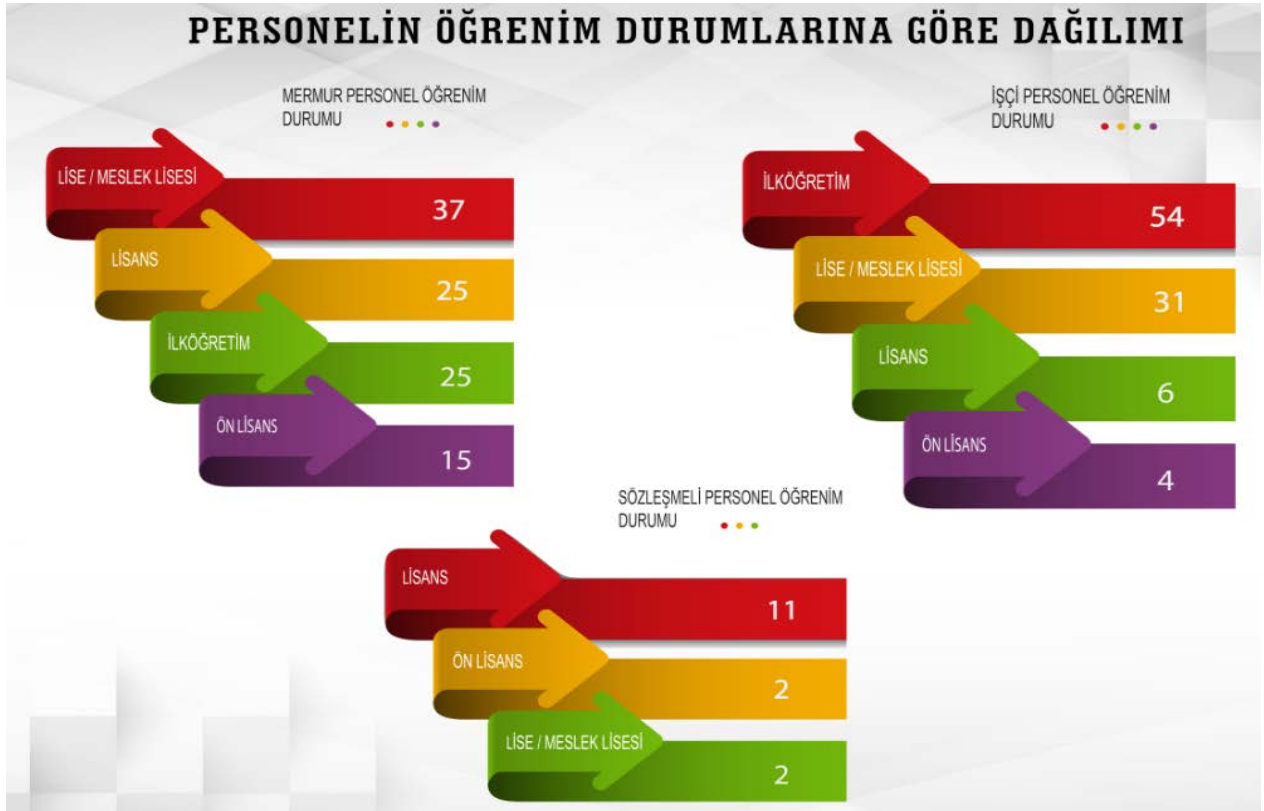 PERSONELİN ÖĞRENİM DURUMLARINA GÖRE DAĞILIMI
MERMUR PERSONEL ÖĞRENİM
DURUMU
LİSE / MESLEK LİSESİ
37
LİSANS
25
İLKÖĞRETİM
25
ÖN LİSANS
15
İŞÇİ PERSONEL ÖĞRENİM
DURUMU
İLKÖĞRETİM
54
LİSE / MESLEK LİSESİ
31
LİSANS
6
ÖN LİSANS
4
SÖZLEŞMELİ PERSONEL ÖĞRENİM
DURUMU
LİSANS
11
ÖN LİSANS
2
LİSE / MESLEK LİSESİ
2